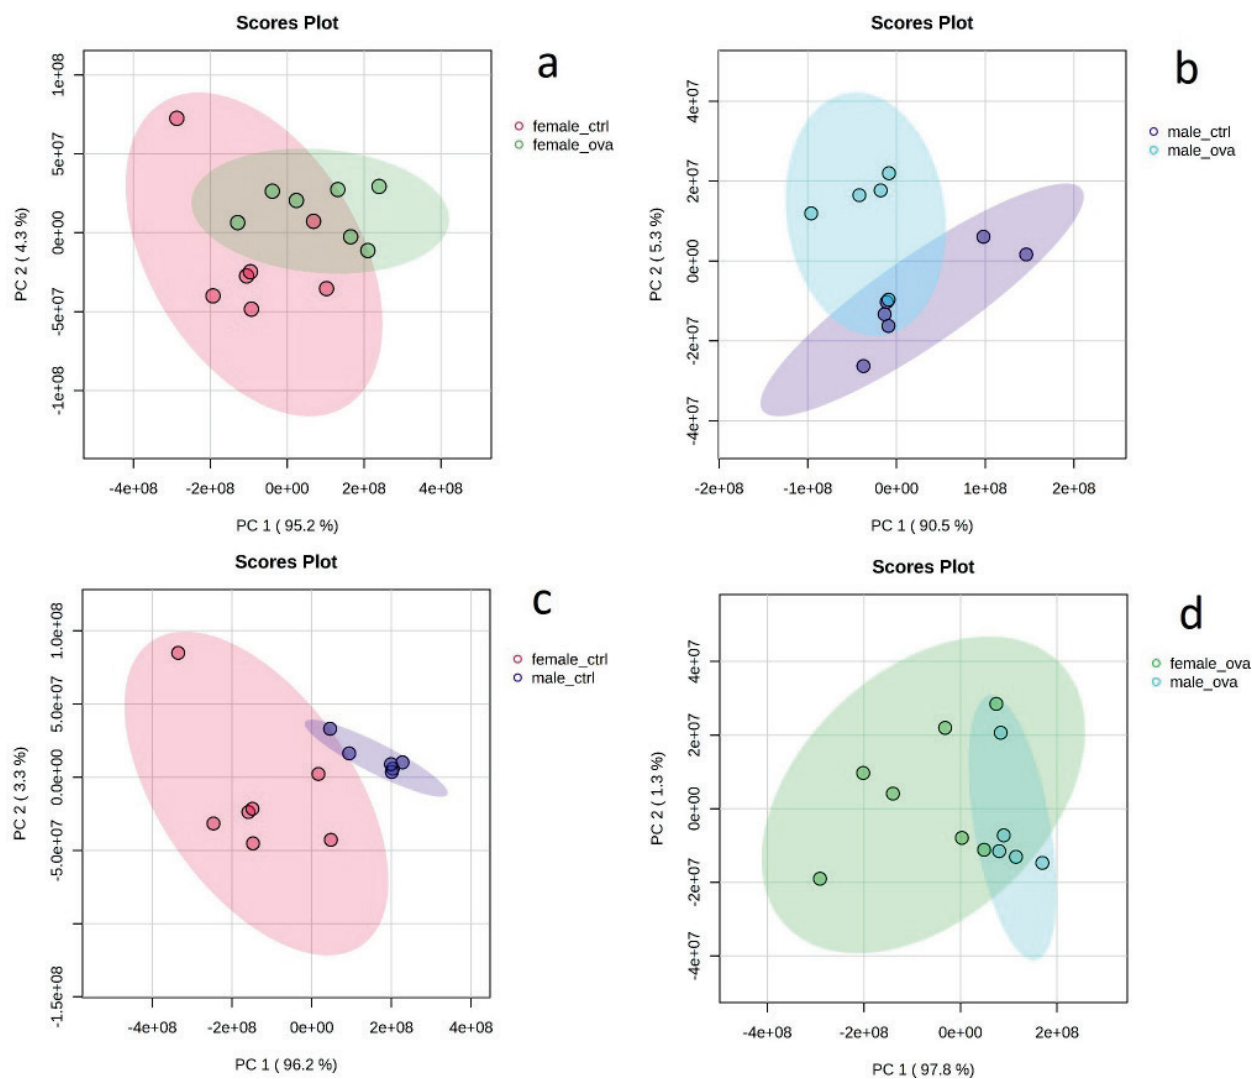 Scores Plot
a
1e+08
5e+07
0e+00
-5e+07
-1e+08
PC 2 ( 4.3 %)
-4e+08 -2e+08 0e+00 2e+08 4e+08
PC 1 ( 95.2 %)
female_ctrl
female_ova
Scores Plot
b
4e+07
2e+07
0e+00
-2e+07
-4e+07
PC 2 ( 5.3 %)
-2e+08 -1e+08 0e+00 1e+08 2e+08
PC 1 ( 90.5 %)
male_ctrl
male_ova
Scores Plot
c
1.0e+08
5.0e+07
0.0e+00
-5.0e+07
-1.5e+08
PC 2 ( 3.3 %)
-4e+08 -2e+08 0e+00 2e+08 4e+08
PC 1 ( 96.2 %)
female_ctrl
male_ctrl
Scores Plot
d
4e+07
2e+07
0e+00
-2e+07
-4e+07
PC 2 ( 1.3 %)
-4e+08 -2e+08 0e+00 2e+08
PC 1 ( 97.8 %)
female_ova
male_ova